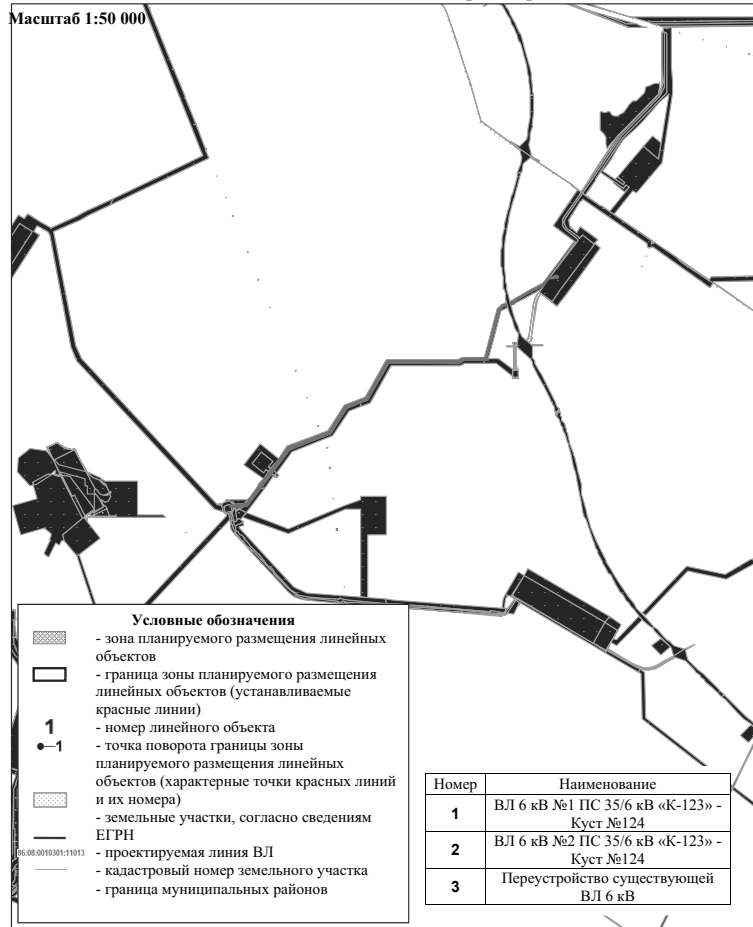 Масштаб 1:50 000
Условные обозначения
- зона планируемого размещения линейных
объектов
- граница зоны планируемого размещения
линейных объектов (устанавливаемые
красные линии)
1 - номер линейного объекта
1 - точка поворота границы зоны
планируемого размещения линейных
объектов (характерные точки красных линий
и их номера)
- земельные участки, согласно сведениям
ЕГРН
- проектируемая линия ВЛ
86:08:0010301:11013 - кадастровый номер земельного участка
- граница муниципальных районов
Номер Наименование
1 ВЛ 6 кВ №1 ПС 35/6 кВ «К-123» -
Куст №124
2 ВЛ 6 кВ №2 ПС 35/6 кВ «К-123» -
Куст №124
3 Переустройство существующей
ВЛ 6 кВ